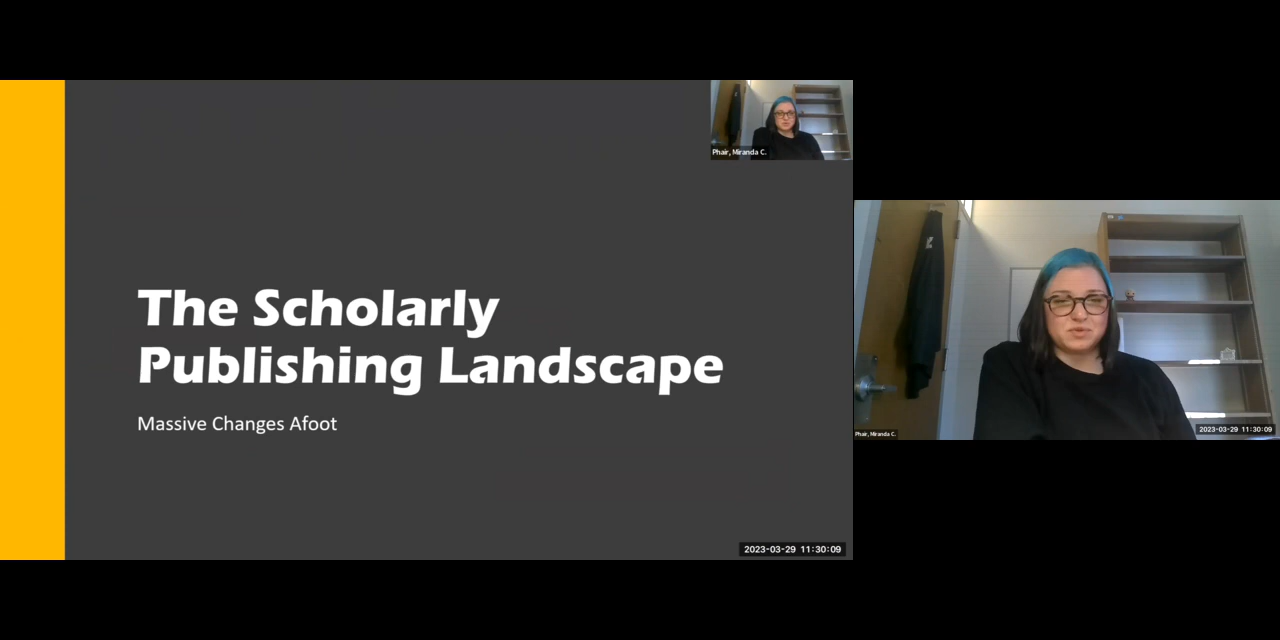 Phair, Miranda C.
The Scholarly
Publishing Landscape
Massive Changes Afoot
2023-03-29 11:30:09
Phair, Miranda C.
2023-03-29 11:30:09